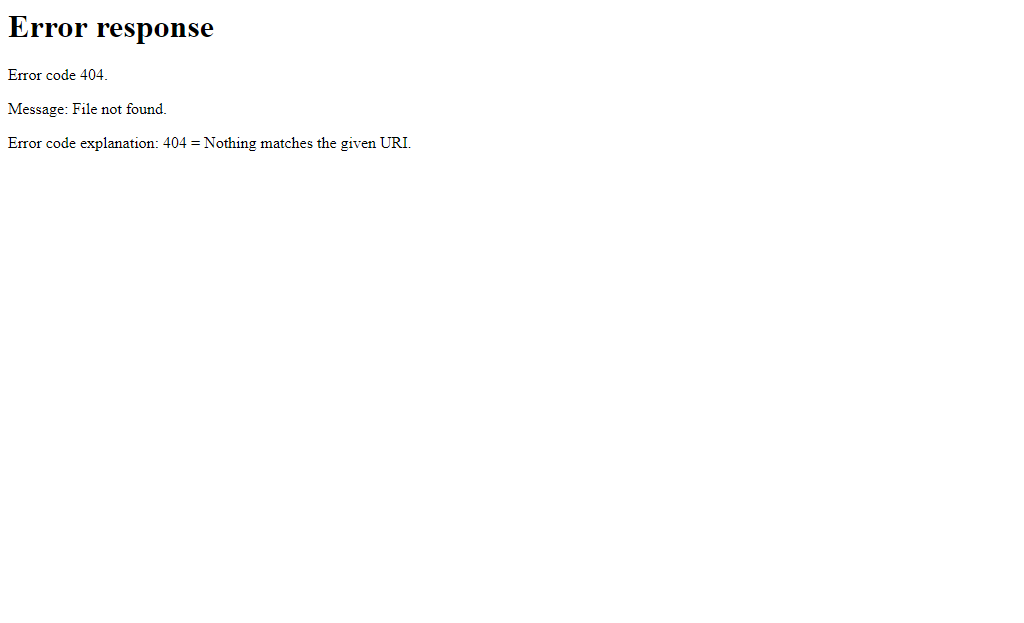 Error response
Error code 404.
Message: File not found.
Error code explanation: 404 = Nothing matches the given URI.